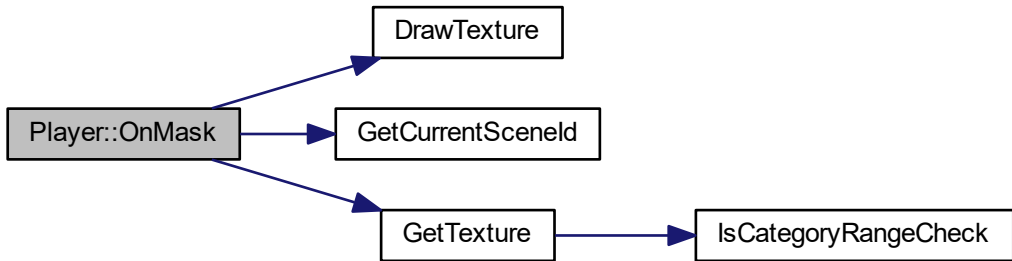 DrawTexture
Player::OnMask
GetCurrentSceneId
GetTexture
IsCategoryRangeCheck